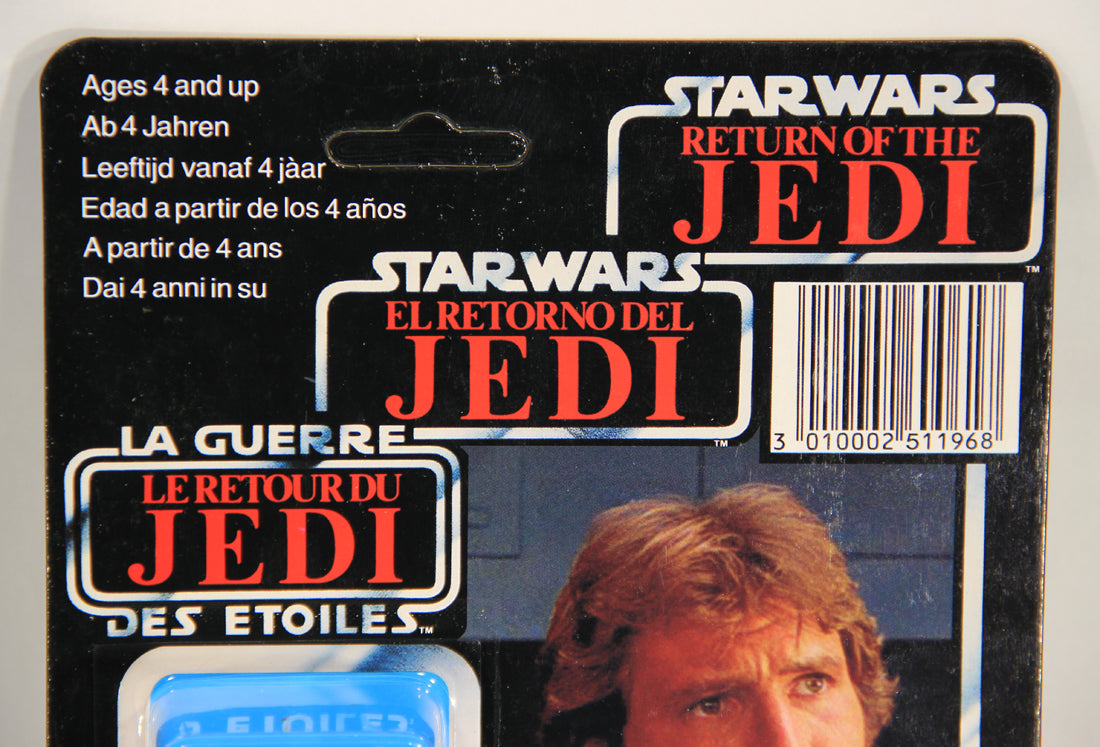 Ages 4 and up
Ab 4 Jahren
Leeftijd vanaf 4 jàar
Edad a partir de los 4 años
A partir de 4 ans
Dai 4 anni in su
STAR WARS
RETURN OF THE
JEDI
TM
STAR WARS
EL RETORNO DEL
JEDI
TM
3 010002 511968
LA GUERRE
LE RETOUR DU
JEDI
DES ETOILES
TM